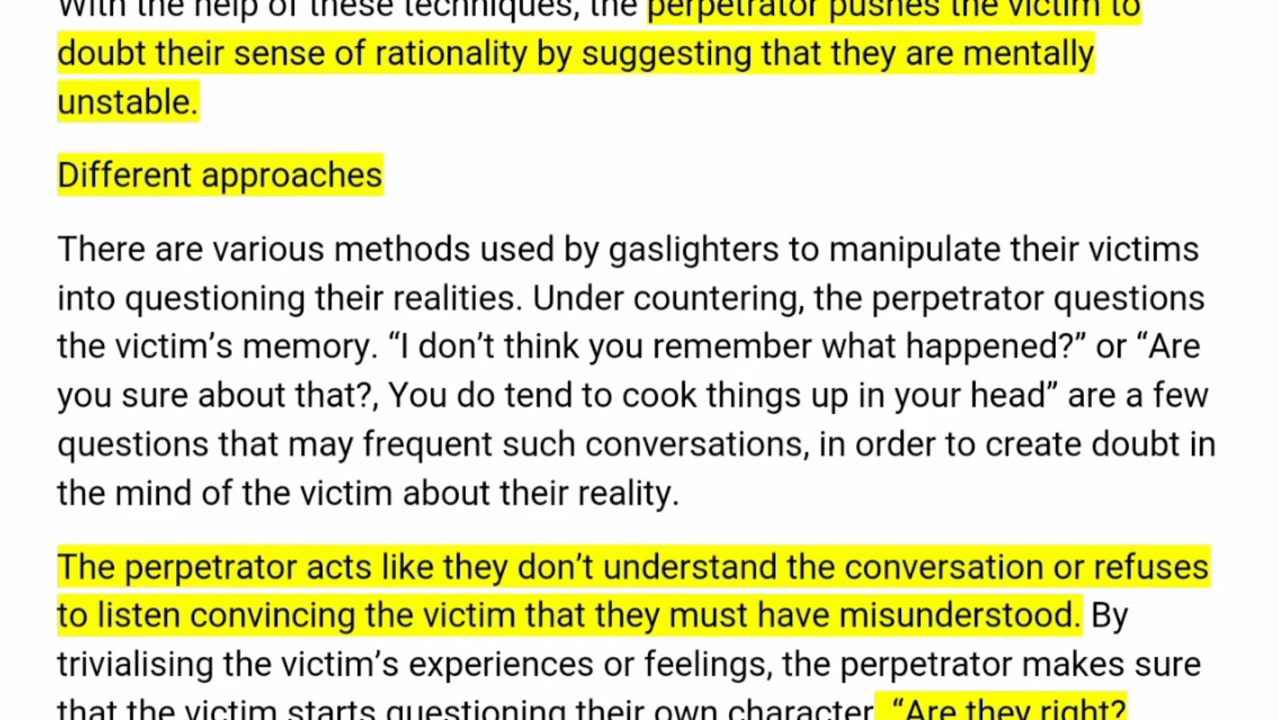 With the help of these techniques, the perpetrator pushes the victim to
doubt their sense of rationality by suggesting that they are mentally
unstable.
Different approaches
There are various methods used by gaslighters to manipulate their victims
into questioning their realities. Under countering, the perpetrator questions
the victim’s memory. “I don’t think you remember what happened?” or “Are
you sure about that?, You do tend to cook things up in your head” are a few
questions that may frequent such conversations, in order to create doubt in
the mind of the victim about their reality.
The perpetrator acts like they don’t understand the conversation or refuses
to listen convincing the victim that they must have misunderstood. By
trivialising the victim’s experiences or feelings, the perpetrator makes sure
that the victim starts questioning their own character. “Are they right?